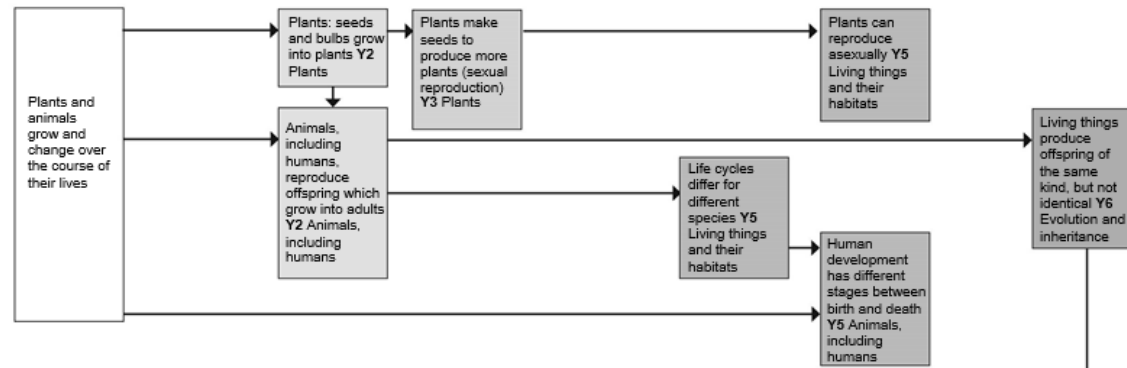 Plants: seeds
and bulbs grow
into plants Y2
Plants
Plants make
seeds to
produce more
plants (sexual
reproduction)
Y3 Plants
Plants can
reproduce
asexually Y5
Living things
and their
habitats
Plants and
animals
grow and
change over
the course of
their lives
Animals,
including
humans,
reproduce
offspring which
grow into adults
Y2 Animals,
including
humans
Living things
produce
offspring of
the same
kind, but not
identical Y6
Evolution and
inheritance
Life cycles
differ for
different
species Y5
Living things
and their
habitats
Human
development
has different
stages between
birth and death
Y5 Animals,
including
humans